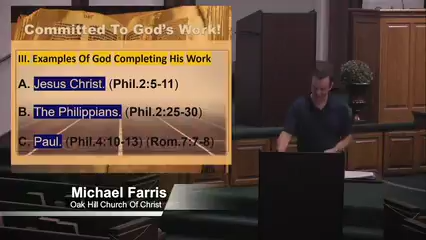 Committed To God's Work!
III. Examples Of God Completing His Work
A. Jesus Christ. (Phil.2:5-11)
B. The Philippians. (Phil.2:25-30)
C. Paul. (Phil.4:10-13) (Rom.7:7-8)
Michael Farris
Oak Hill Church Of Christ